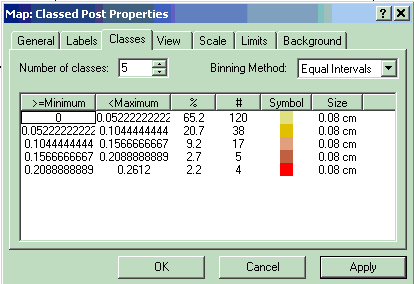 Map: Classed Post Properties
General Labels Classes View Scale Limits Background
Number of classes: 5 Binning Method: Equal Intervals
>=Minimum <Maximum % # Symbol Size
0 0.05222222222 65.2 120 0.08 cm
0.05222222222 0.1044444444 20.7 38 0.08 cm
0.1044444444 0.1566666667 9.2 17 0.08 cm
0.1566666667 0.2088888889 2.7 5 0.08 cm
0.2088888889 0.2612 2.2 4 0.08 cm
OK Cancel Apply